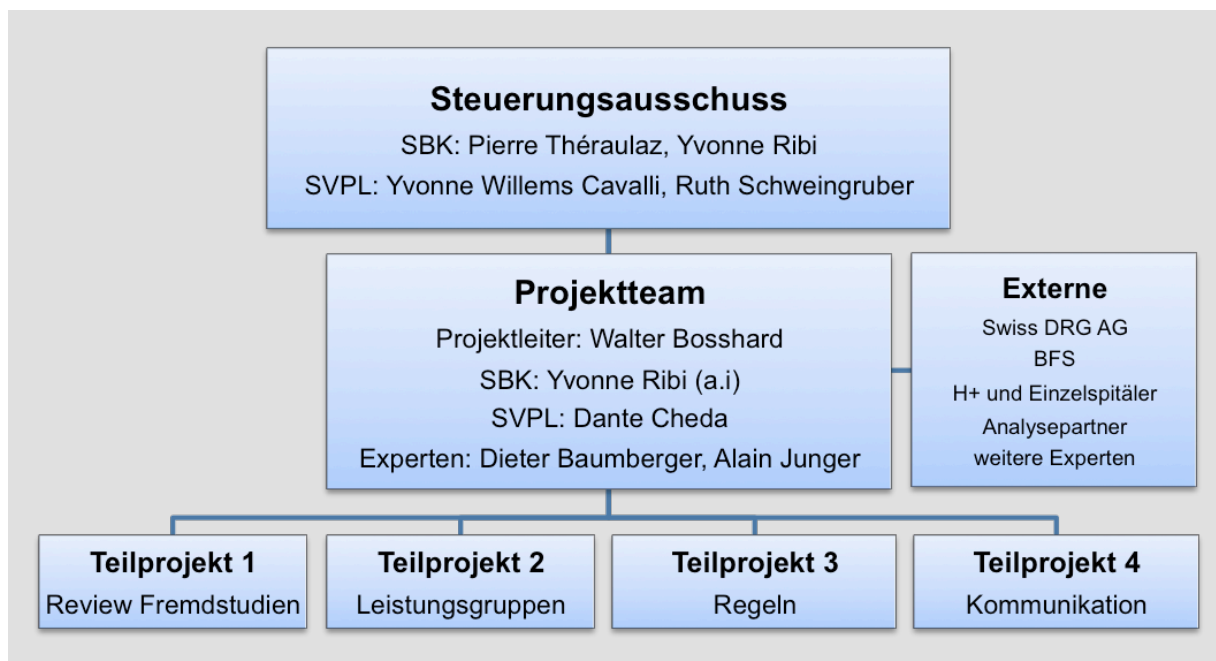 Steuerungsausschuss
SBK: Pierre Théraulaz, Yvonne Ribi
SVPL: Yvonne Willems Cavalli, Ruth Schweingruber
Projektteam
Projektleiter: Walter Bosshard
SBK: Yvonne Ribi (a.i)
SVPL: Dante Cheda
Experten: Dieter Baumberger, Alain Junger
Externe
Swiss DRG AG
BFS
H+ und Einzelspitäler
Analysepartner
weitere Experten
Teilprojekt 1
Review Fremdstudien
Teilprojekt 2
Leistungsgruppen
Teilprojekt 3
Regeln
Teilprojekt 4
Kommunikation